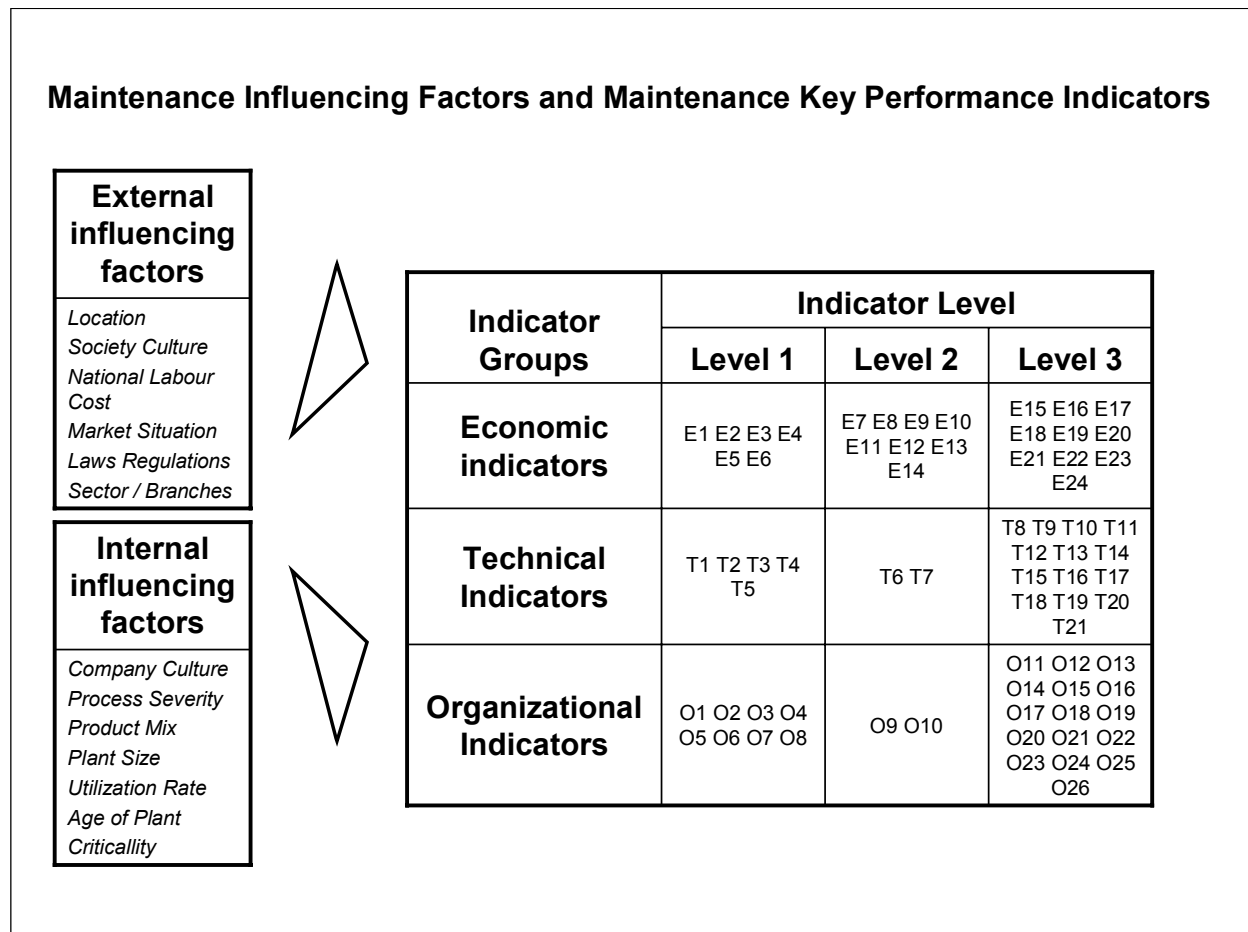 Maintenance Influencing Factors and Maintenance Key Performance Indicators
External
influencing
factors
Location
Society Culture
National Labour
Cost
Market Situation
Laws Regulations
Sector / Branches
Internal
influencing
factors
Company Culture
Process Severity
Product Mix
Plant Size
Utilization Rate
Age of Plant
Criticallity
Indicator
Groups
Indicator Level
Level 1
Level 2
Level 3
Economic
indicators
E1 E2 E3 E4
E5 E6
E7 E8 E9 E10
E11 E12 E13
E14
E15 E16 E17
E18 E19 E20
E21 E22 E23
E24
Technical
Indicators
T1 T2 T3 T4
T5
T6 T7
T8 T9 T10 T11
T12 T13 T14
T15 T16 T17
T18 T19 T20
T21
Organizational
Indicators
O1 O2 O3 O4
O5 O6 O7 O8
O9 O10
O11 O12 O13
O14 O15 O16
O17 O18 O19
O20 O21 O22
O23 O24 O25
O26